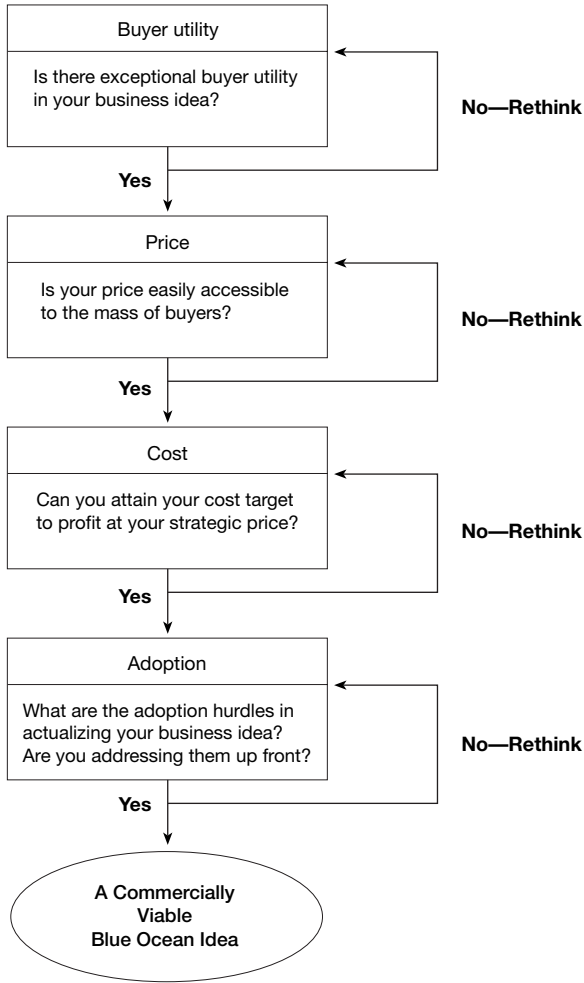 Buyer utility
Is there exceptional buyer utility
in your business idea?
No—Rethink
Yes
Price
Is your price easily accessible
to the mass of buyers?
No—Rethink
Yes
Cost
Can you attain your cost target
to profit at your strategic price?
No—Rethink
Yes
Adoption
What are the adoption hurdles in
actualizing your business idea?
Are you addressing them up front?
No—Rethink
Yes
A Commercially
Viable
Blue Ocean Idea